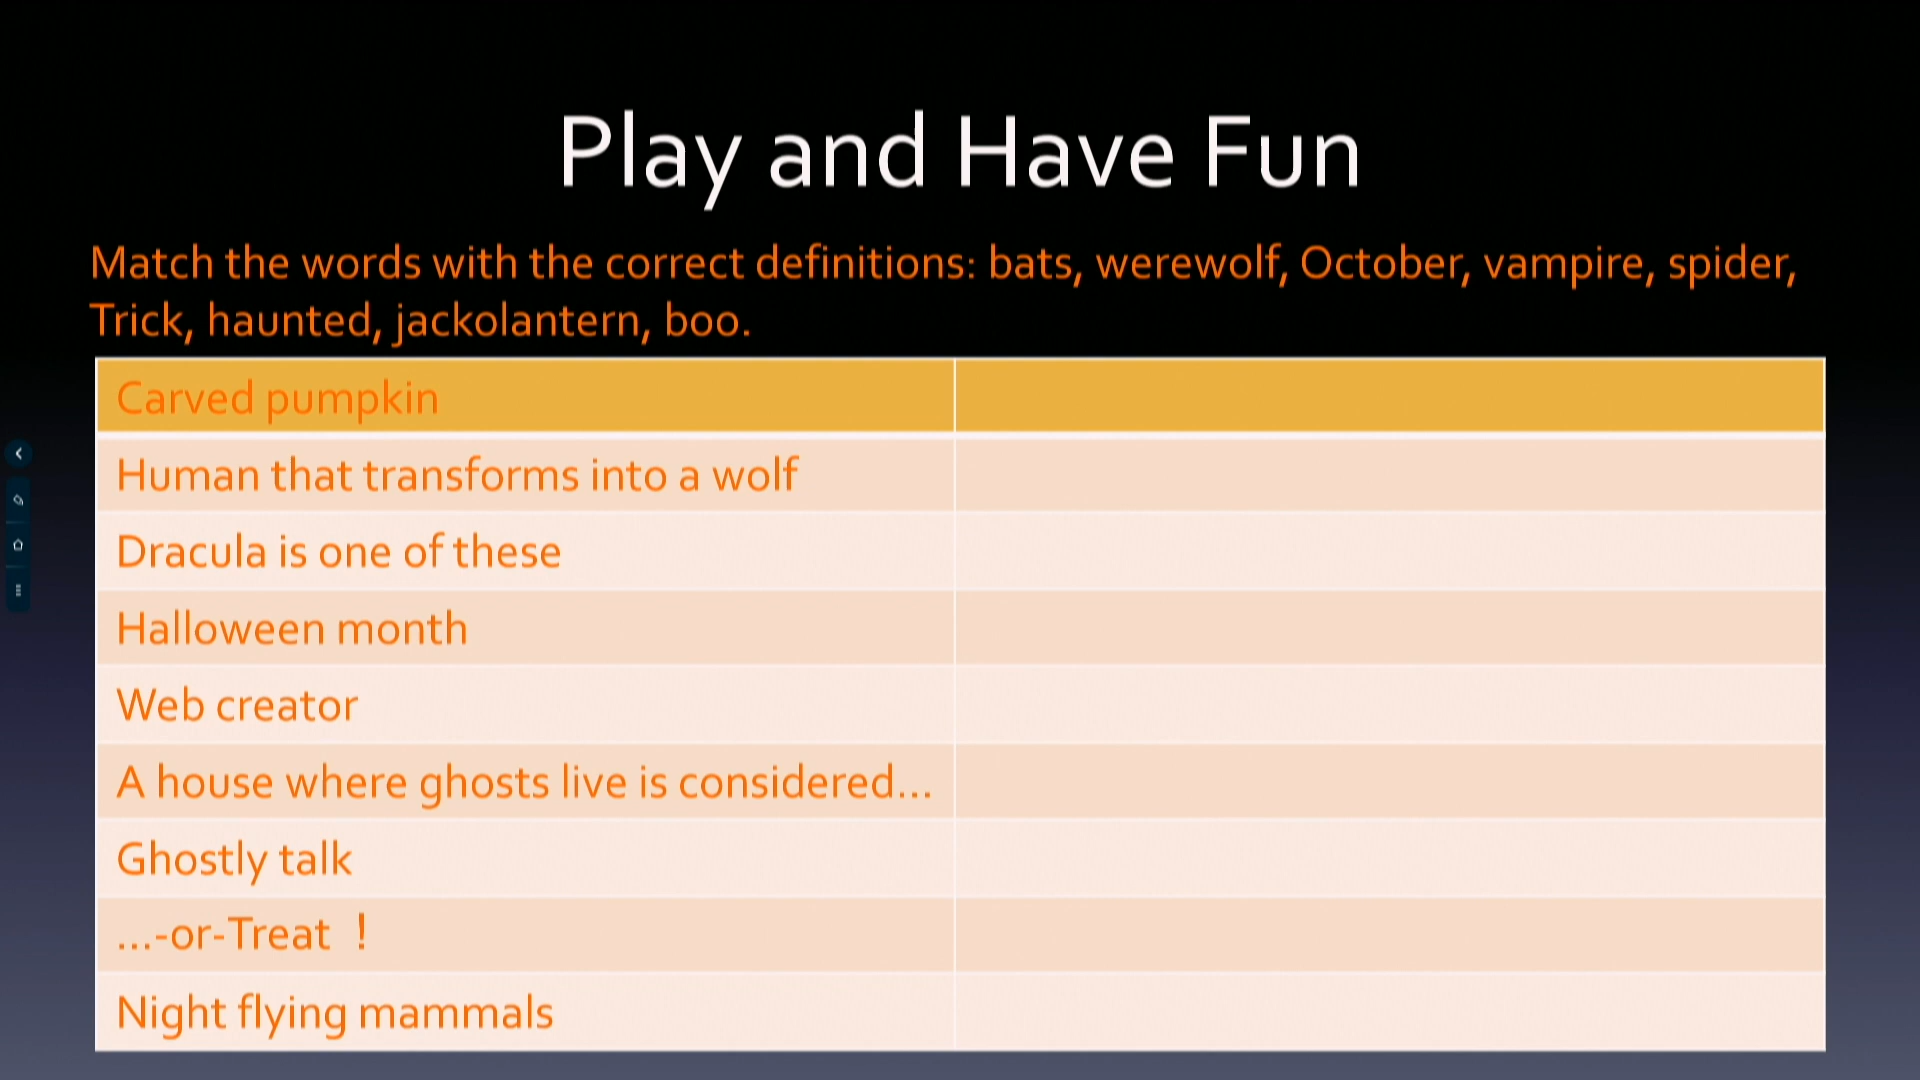 Play and Have Fun
Match the words with the correct definitions: bats, werewolf, October, vampire, spider,
Trick, haunted, jackolantern, boo.
Carved pumpkin
Human that transforms into a wolf
Dracula is one of these
Halloween month
Web creator
A house where ghosts live is considered...
Ghostly talk
...-or-Treat !
Night flying mammals